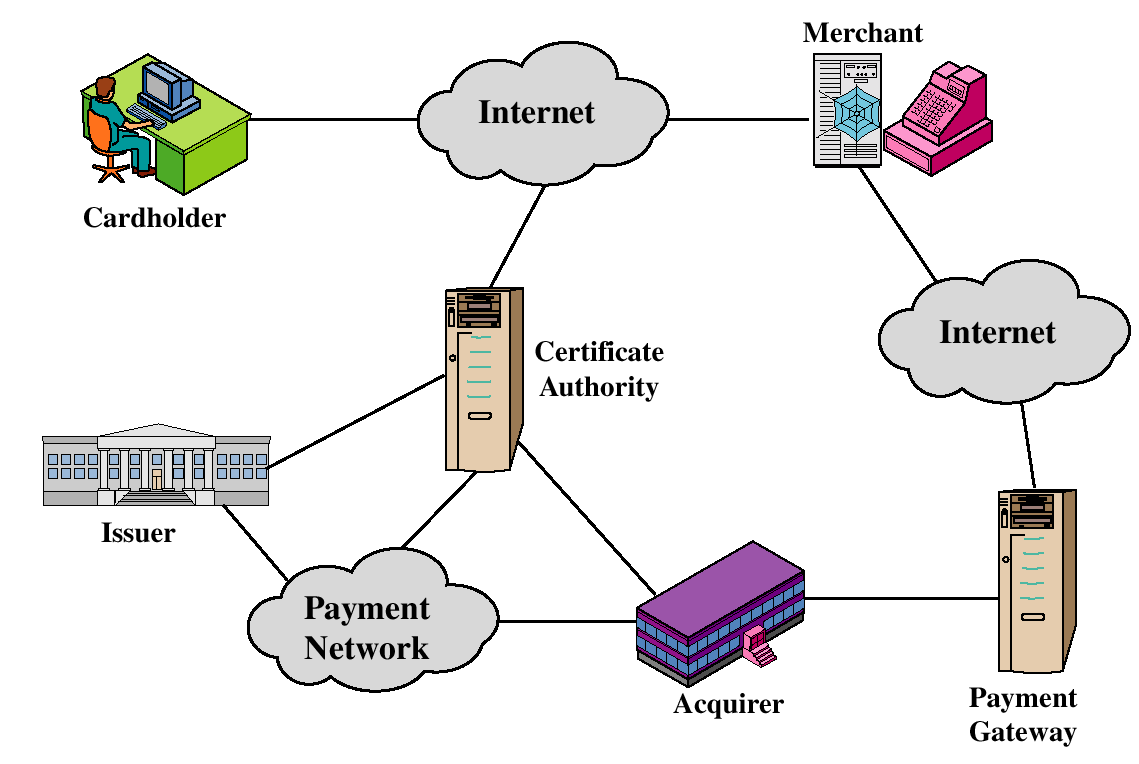 Merchant
Internet
Cardholder
Internet
Certificate
Authority
Issuer
Payment
Network
Acquirer
Payment
Gateway